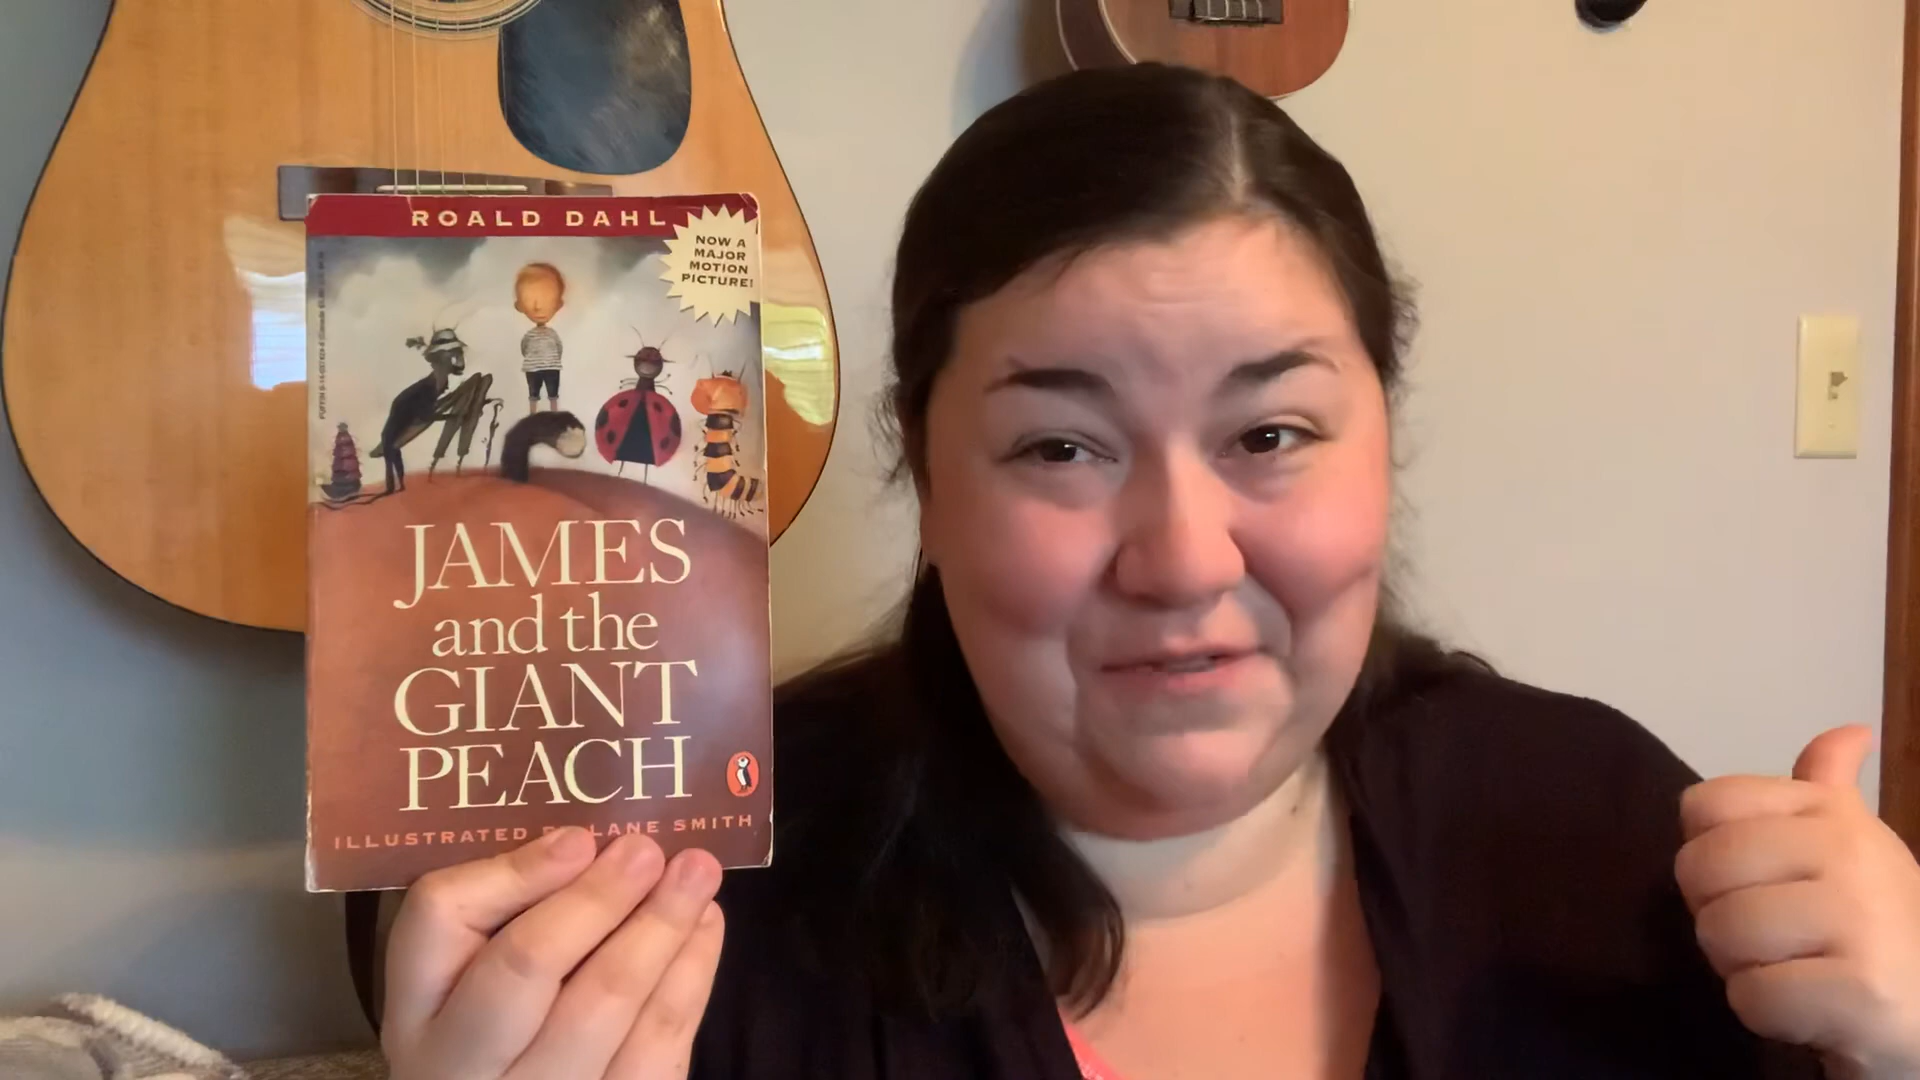 ROALD DAHL
NOW A
MAJOR
MOTION
PICTURE!
JAMES
and the
GIANT
PEACH
ILLUSTRATED LANE SMITH